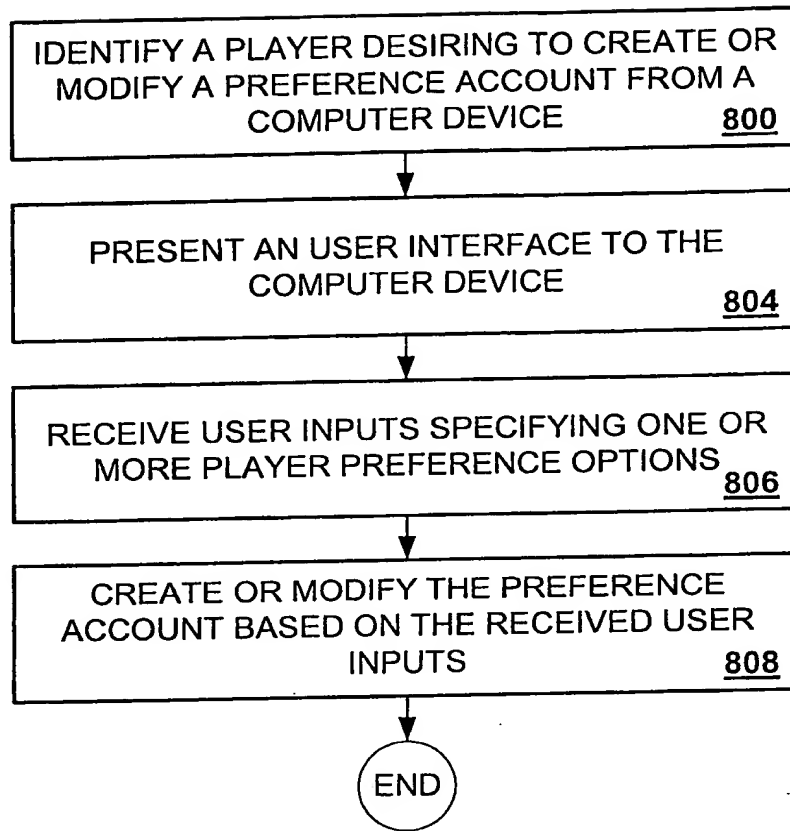 IDENTIFY A PLAYER DESIRING TO CREATE OR
MODIFY A PREFERENCE ACCOUNT FROM A
COMPUTER DEVICE
800
PRESENT AN USER INTERFACE TO THE
COMPUTER DEVICE
804
RECEIVE USER INPUTS SPECIFYING ONE OR
MORE PLAYER PREFERENCE OPTIONS
806
CREATE OR MODIFY THE PREFERENCE
ACCOUNT BASED ON THE RECEIVED USER
INPUTS
808
END